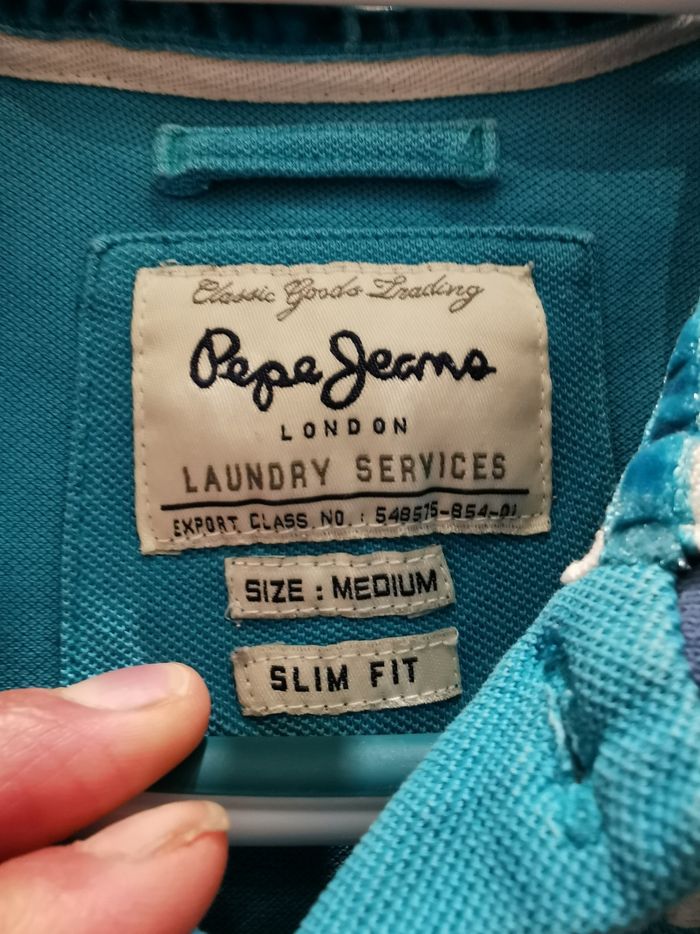 Classic Goods Trading
Pepe Jeans
LONDON
LAUNDRY SERVICES
EXPORT CLASS NO. : 548575-854-01
SIZE : MEDIUM
SLIM FIT